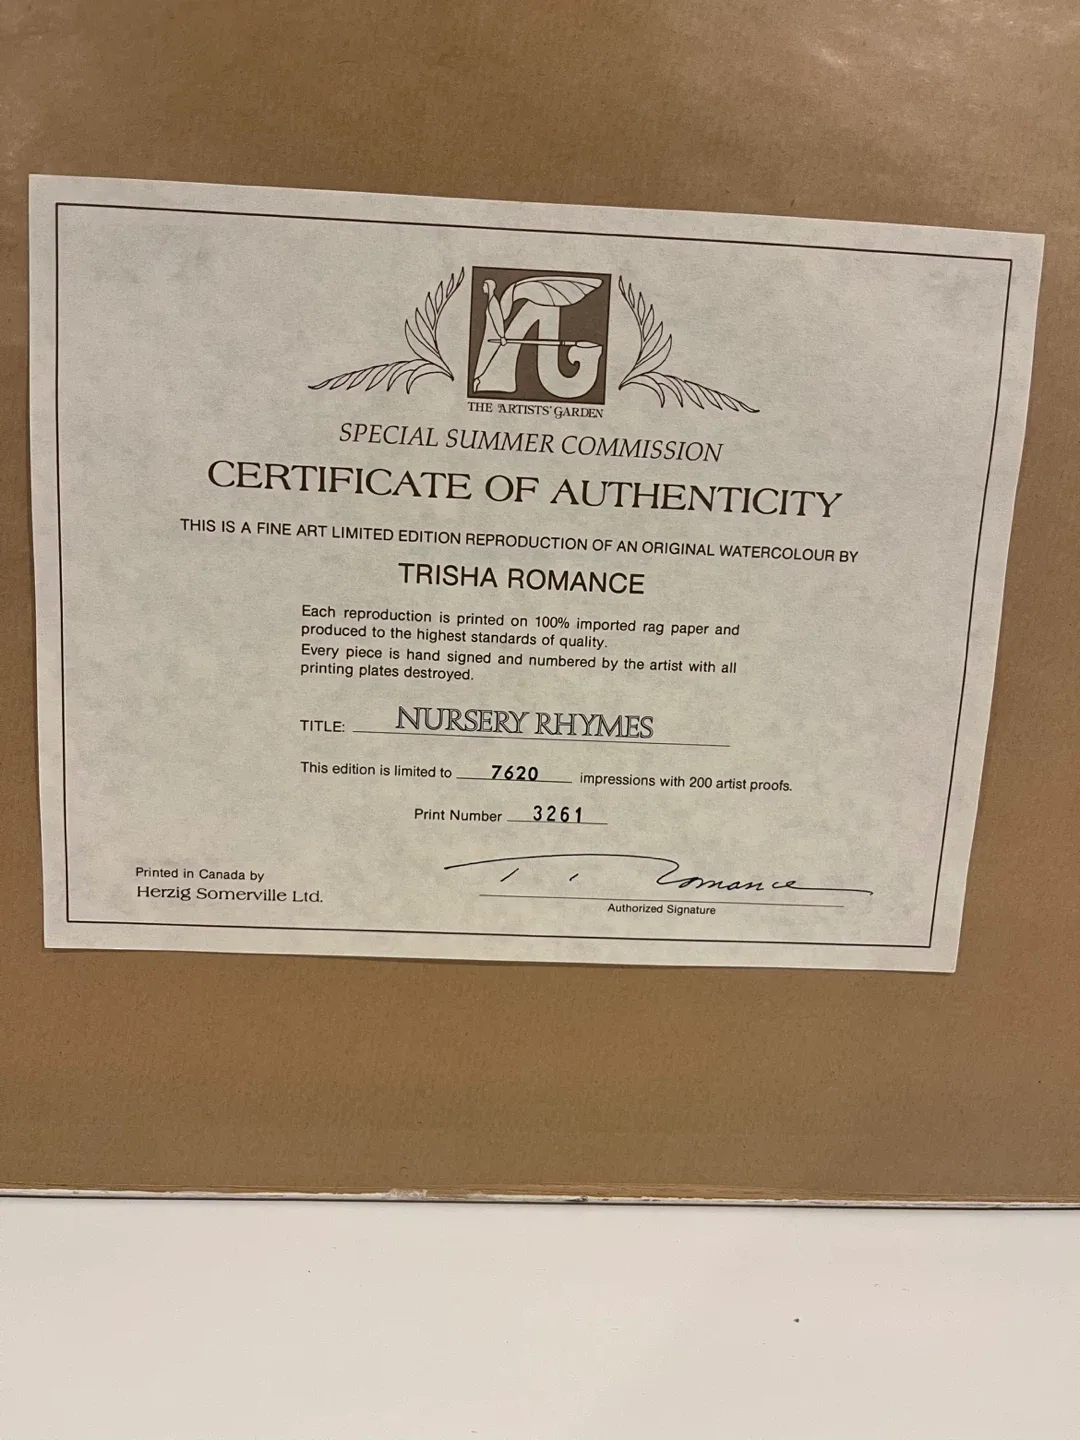 THE ARTISTS' GARDEN
SPECIAL SUMMER COMMISSION
CERTIFICATE OF AUTHENTICITY
THIS IS A FINE ART LIMITED EDITION REPRODUCTION OF AN ORIGINAL WATERCOLOUR BY
TRISHA ROMANCE
Each reproduction is printed on 100% imported rag paper and
produced to the highest standards of quality.
Every piece is hand signed and numbered by the artist with all
printing plates destroyed.
TITLE: NURSERY RHYMES
This edition is limited to 7620 impressions with 200 artist proofs.
Print Number 3261
T. Romance
Authorized Signature
Printed in Canada by
Herzig Somerville Ltd.